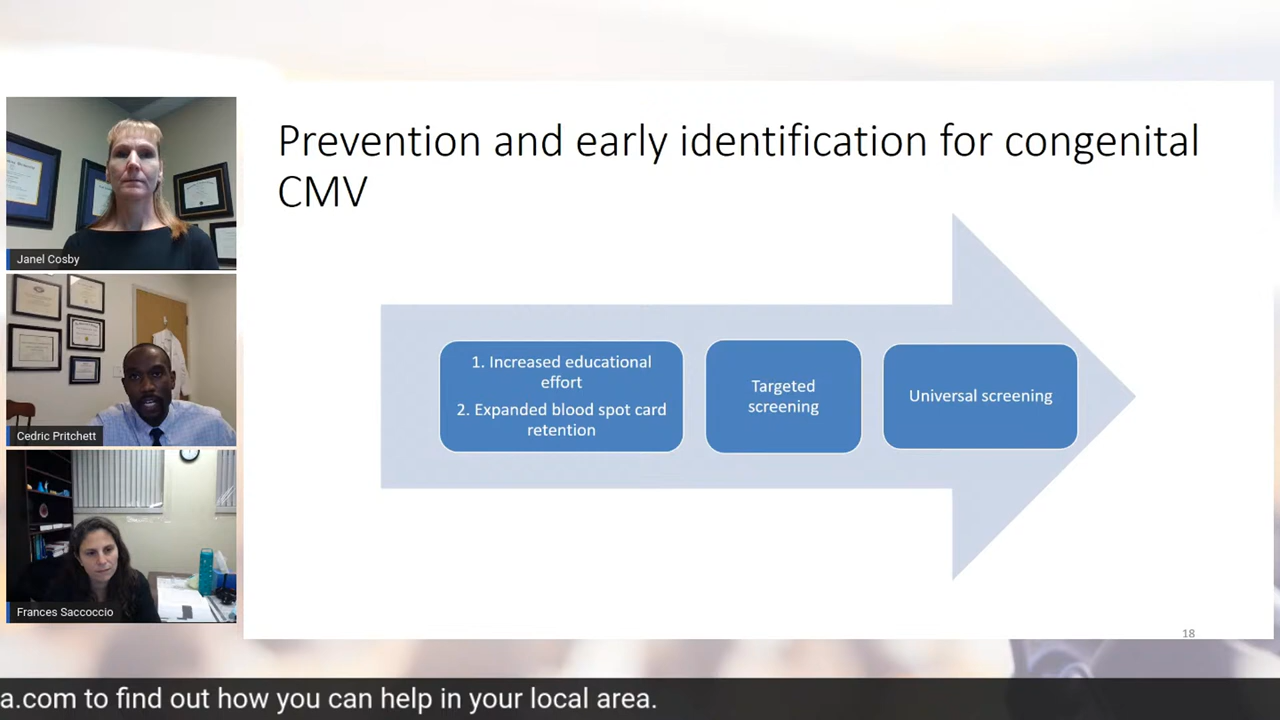 Prevention and early identification for congenital
CMV
1. Increased educational
effort
2. Expanded blood spot card
retention
Targeted
screening
Universal screening
18
Janel Cosby
Cedric Pritchett
Frances Saccoccio
a.com to find out how you can help in your local area.